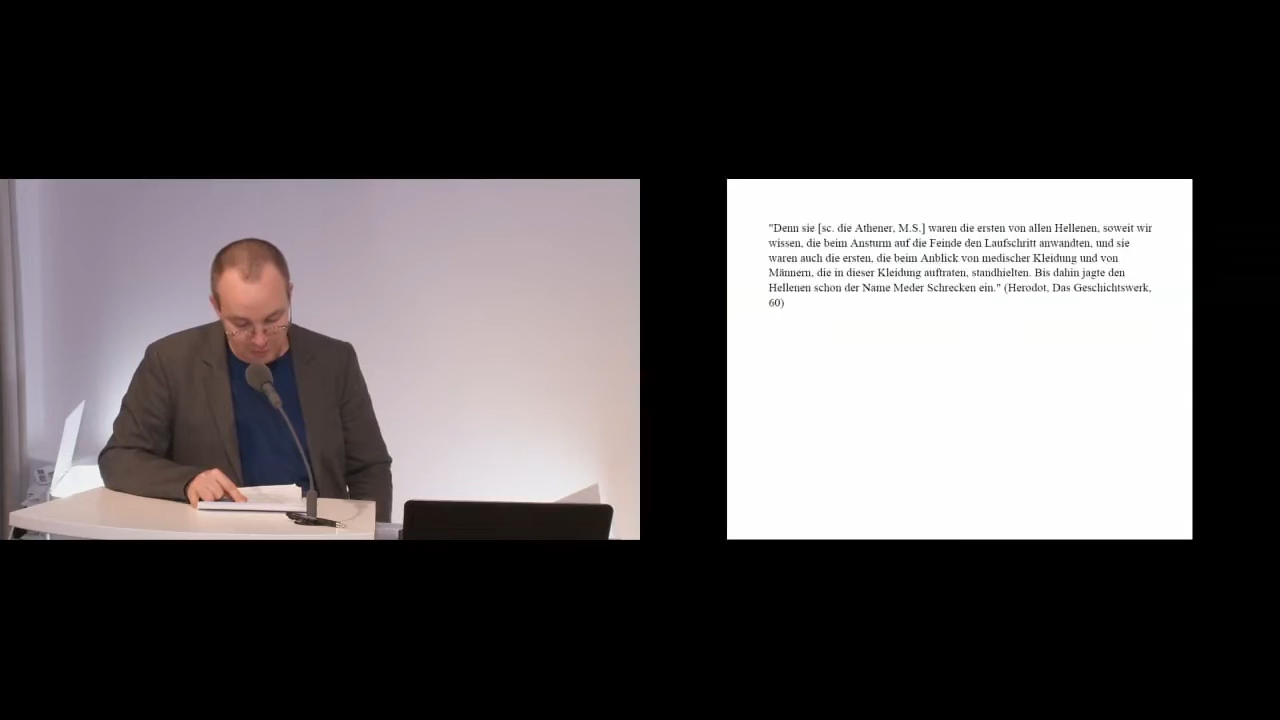 "Denn sie [sc. die Athener, M.S.] waren die ersten von allen Hellenen, soweit wir
wissen, die beim Ansturm auf die Feinde den Laufschritt anwandten, und sie
waren auch die ersten, die beim Anblick von medischer Kleidung und von
Männern, die in dieser Kleidung auftraten, standhielten. Bis dahin jagte den
Hellenen schon der Name Meder Schrecken ein." (Herodot, Das Geschichtswerk,
60)